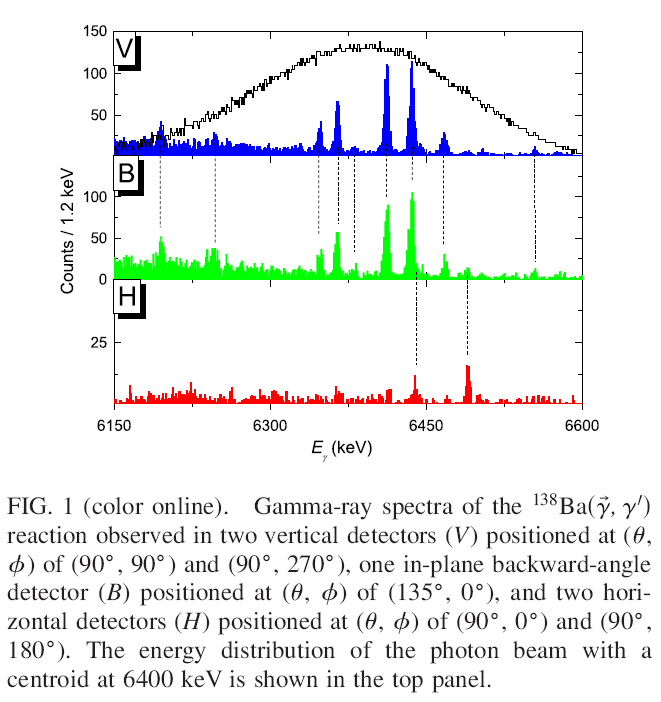 150
V
100
50
B
100
50
0
H
25
Counts / 1.2 keV
6150
6300
6450
6600
Eγ (keV)
FIG. 1 (color online). Gamma-ray spectra of the ¹³⁸Ba(γ⃗, γ′)
reaction observed in two vertical detectors (V) positioned at (θ,
ϕ) of (90°, 90°) and (90°, 270°), one in-plane backward-angle
detector (B) positioned at (θ, ϕ) of (135°, 0°), and two hori-
zontal detectors (H) positioned at (θ, ϕ) of (90°, 0°) and (90°,
180°). The energy distribution of the photon beam with a
centroid at 6400 keV is shown in the top panel.